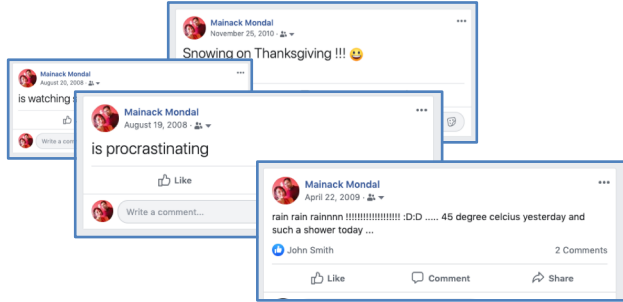 Mainack Mondal
November 25, 2010 ·
Snowing on Thanksgiving !!! 😀
Mainack Mondal
August 20, 2008 ·
is watching
Write a com
Mainack Mondal
August 19, 2008 ·
is procrastinating
Like
Write a comment...
Mainack Mondal
April 22, 2009 ·
rain rain rainnnn !!!!!!!!!!!!!!!!!!!! :D:D ..... 45 degree celcius yesterday and
such a shower today ...
John Smith
2 Comments
Like
Comment
Share